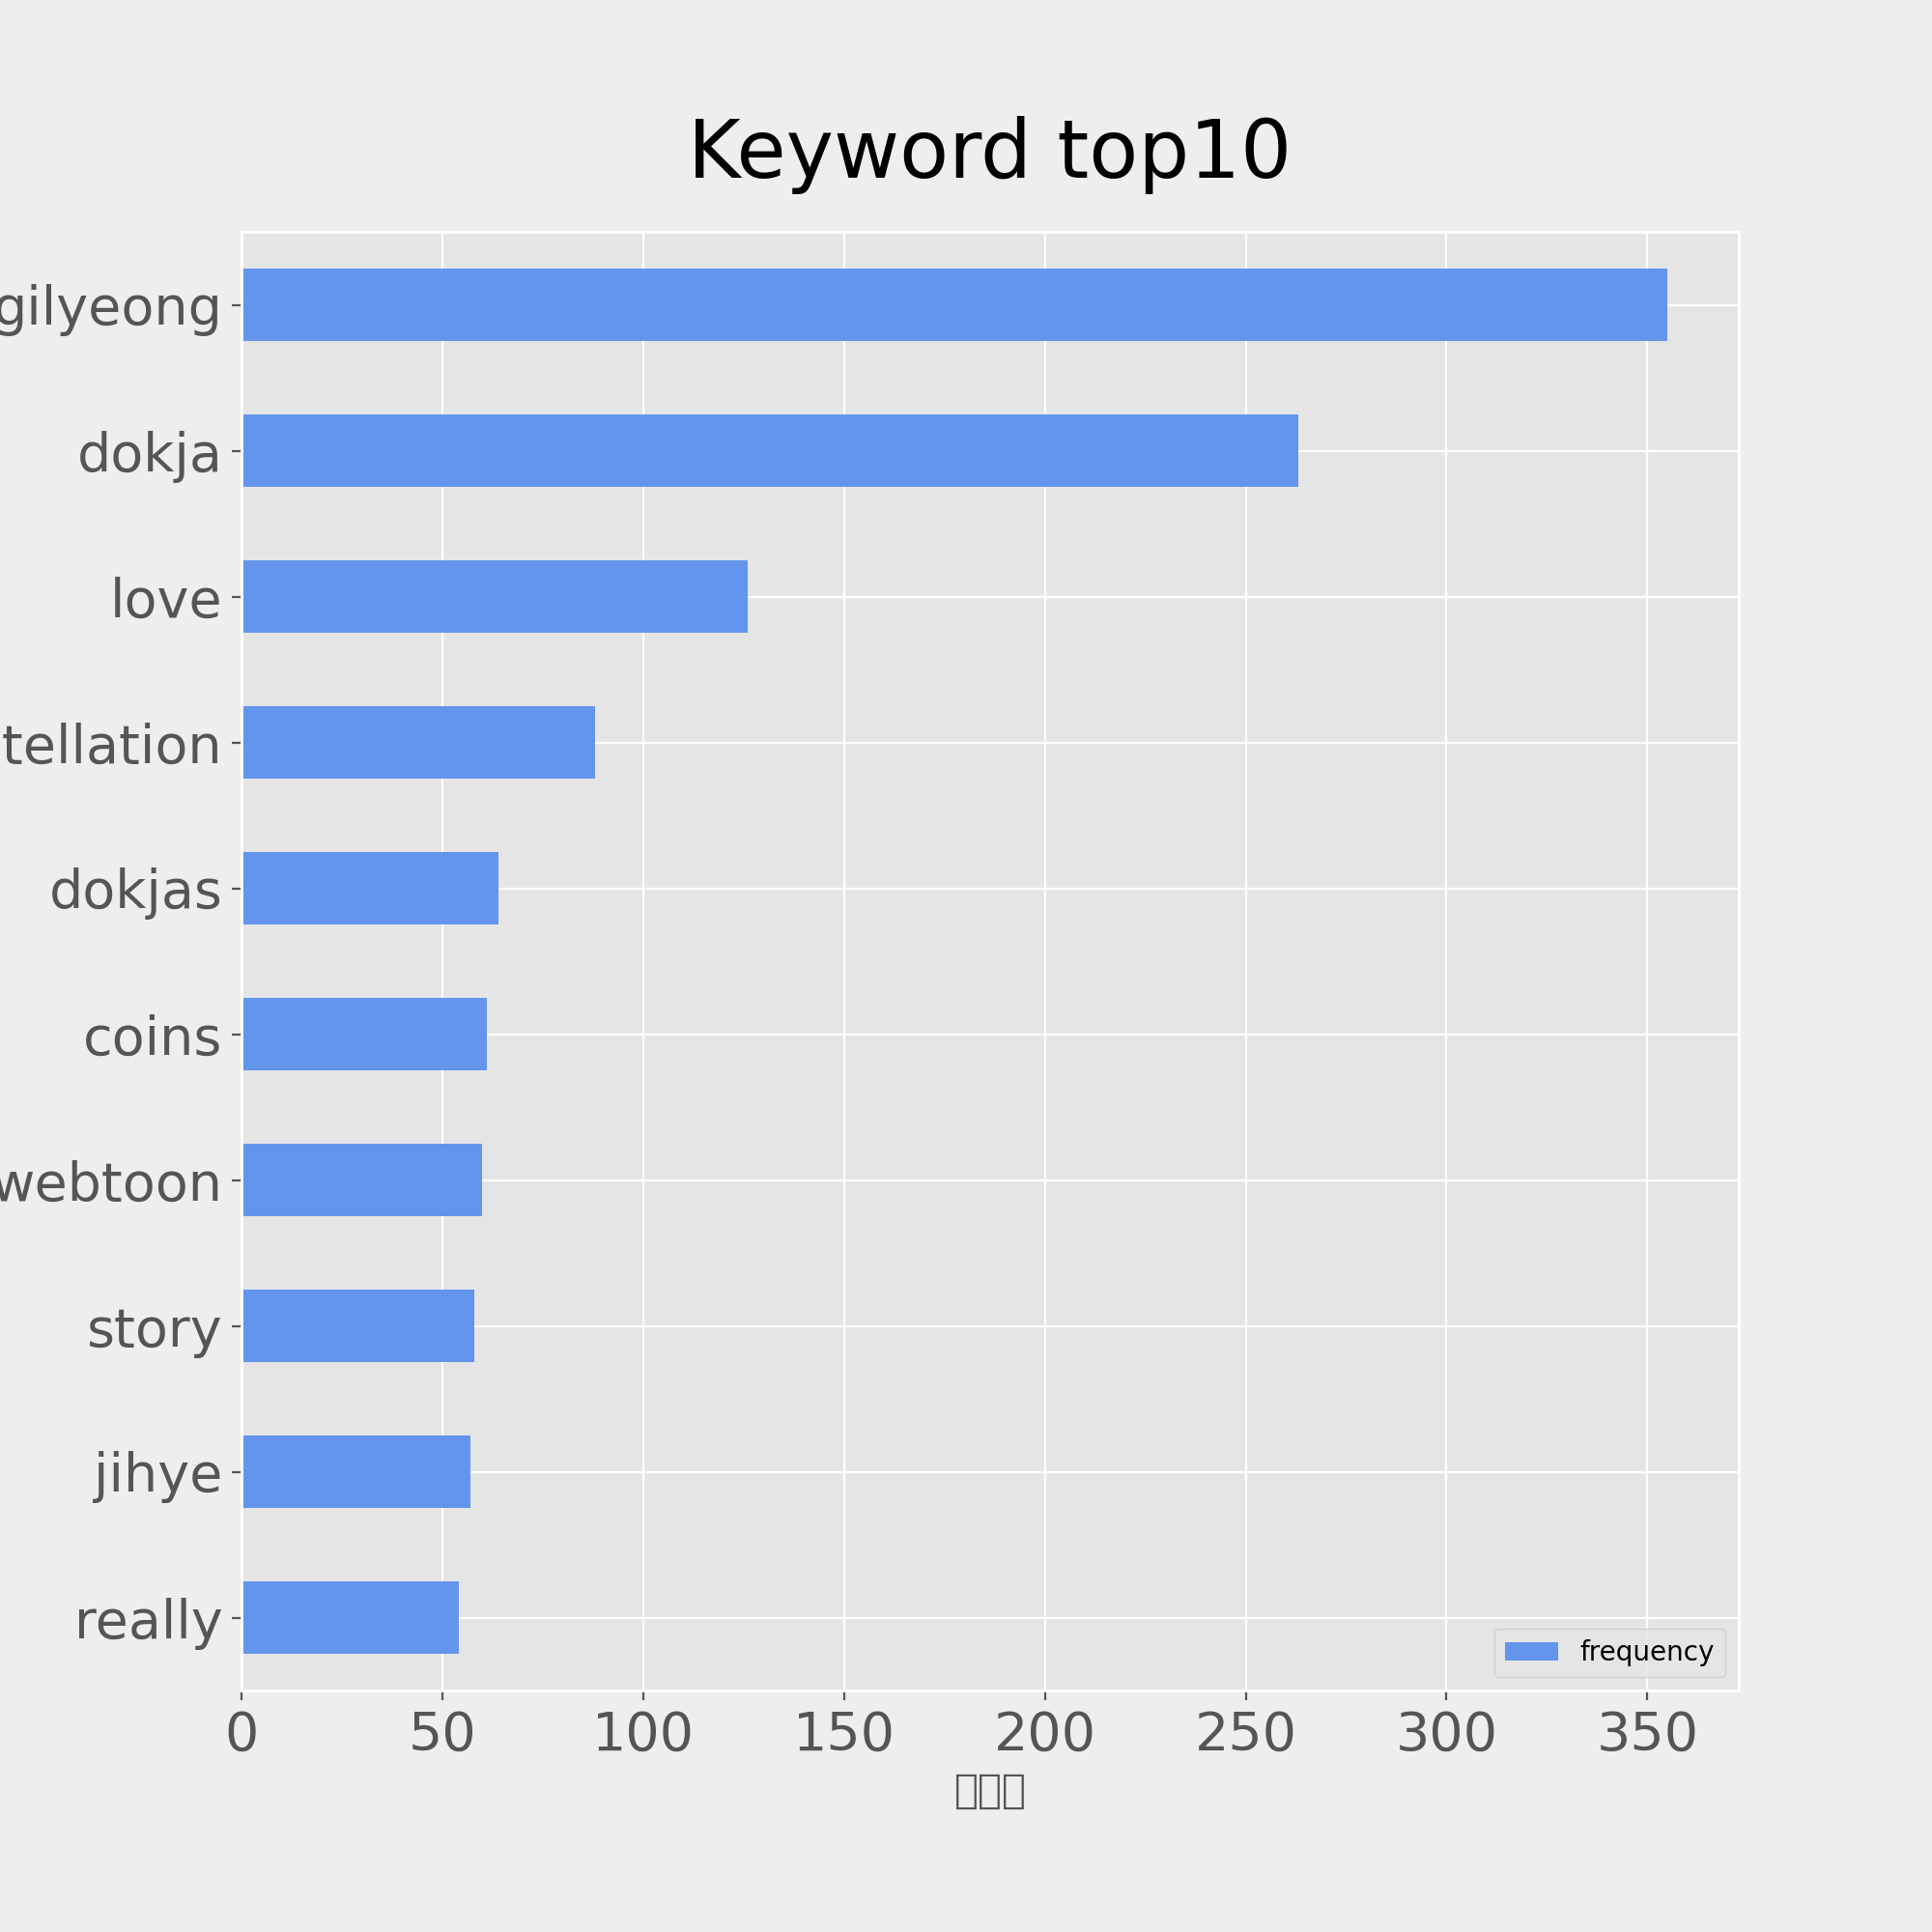 Keyword top10
gilyeong
dokja
love
tellation
dokjas
coins
webtoon
story
jihye
really
frequency
0 50 100 150 200 250 300 350